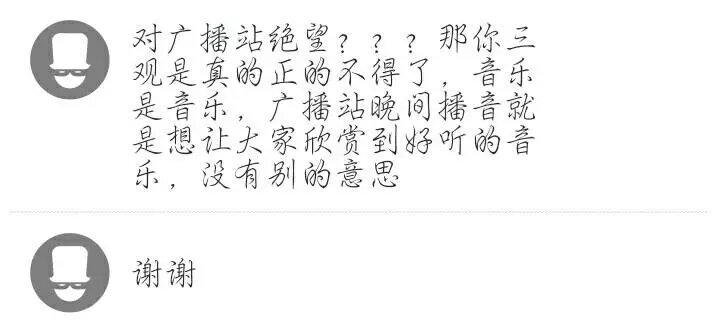 对广播站绝望？？？那你三
观是真的正的不得了，音乐
是音乐，广播站晚间播音就
是想让大家欣赏到好听的音
乐，没有别的意思
谢谢